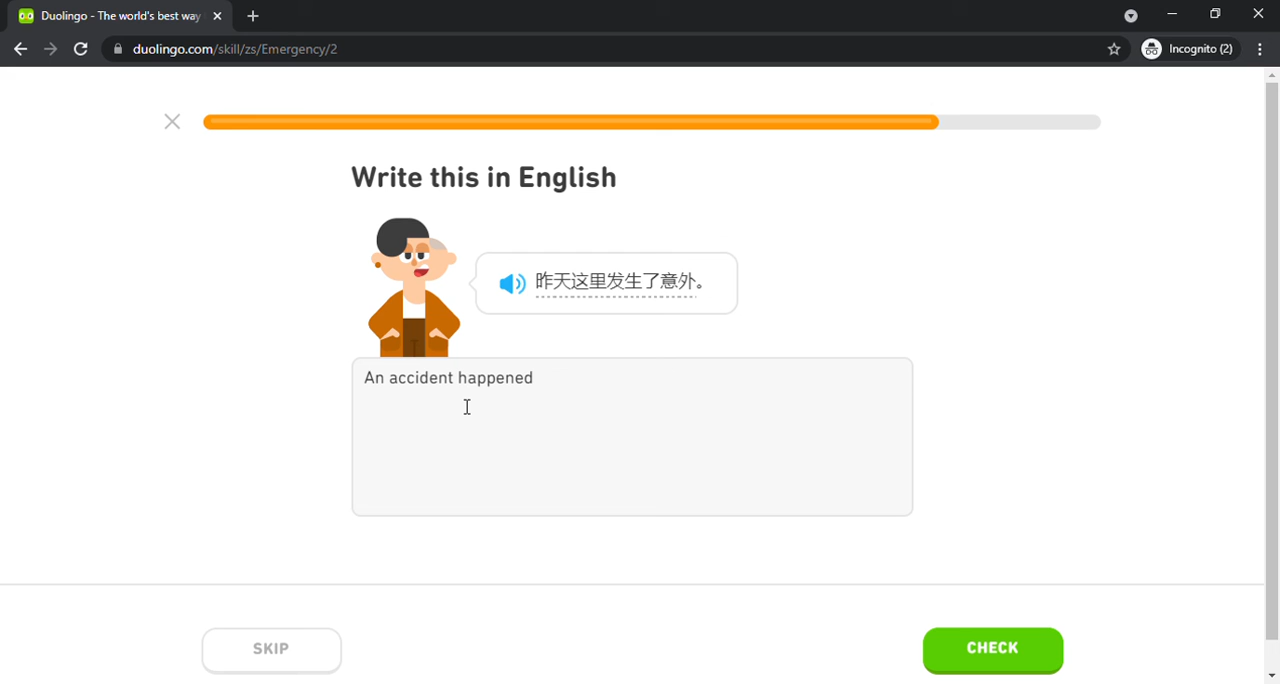 Duolingo - The world's best way
duolingo.com/skill/zs/Emergency/2
Incognito (2)
Write this in English
昨天这里发生了意外。
An accident happened
SKIP
CHECK